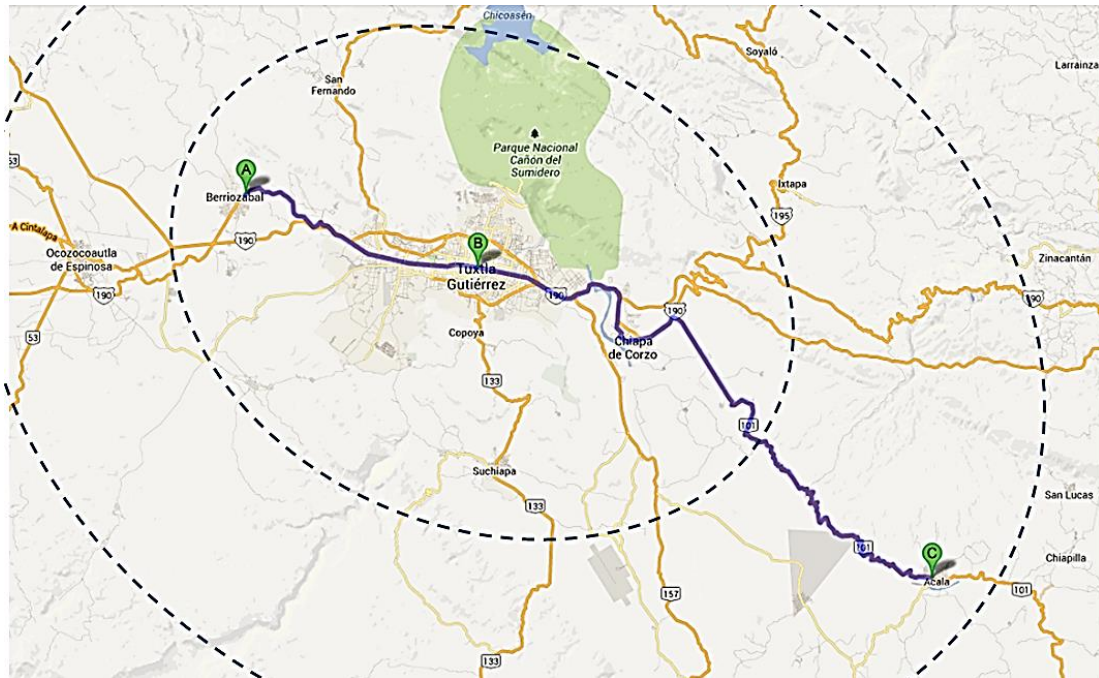 Chicoasén
Soyaló
Larrainza
San
Fernando
53
Parque Nacional
Cañón del
Sumidero
A
Berriozábal
Ixtapa
195
A Cintalapa
190
Ocozocoautla
de Espinosa
B
Tuxtla
Gutiérrez
Zinacantán
190
190
190
Copoya
Chiapa
de Corzo
53
133
101
Suchiapa
133
San Lucas
101
C
Chiapilla
Acala
101
157
133